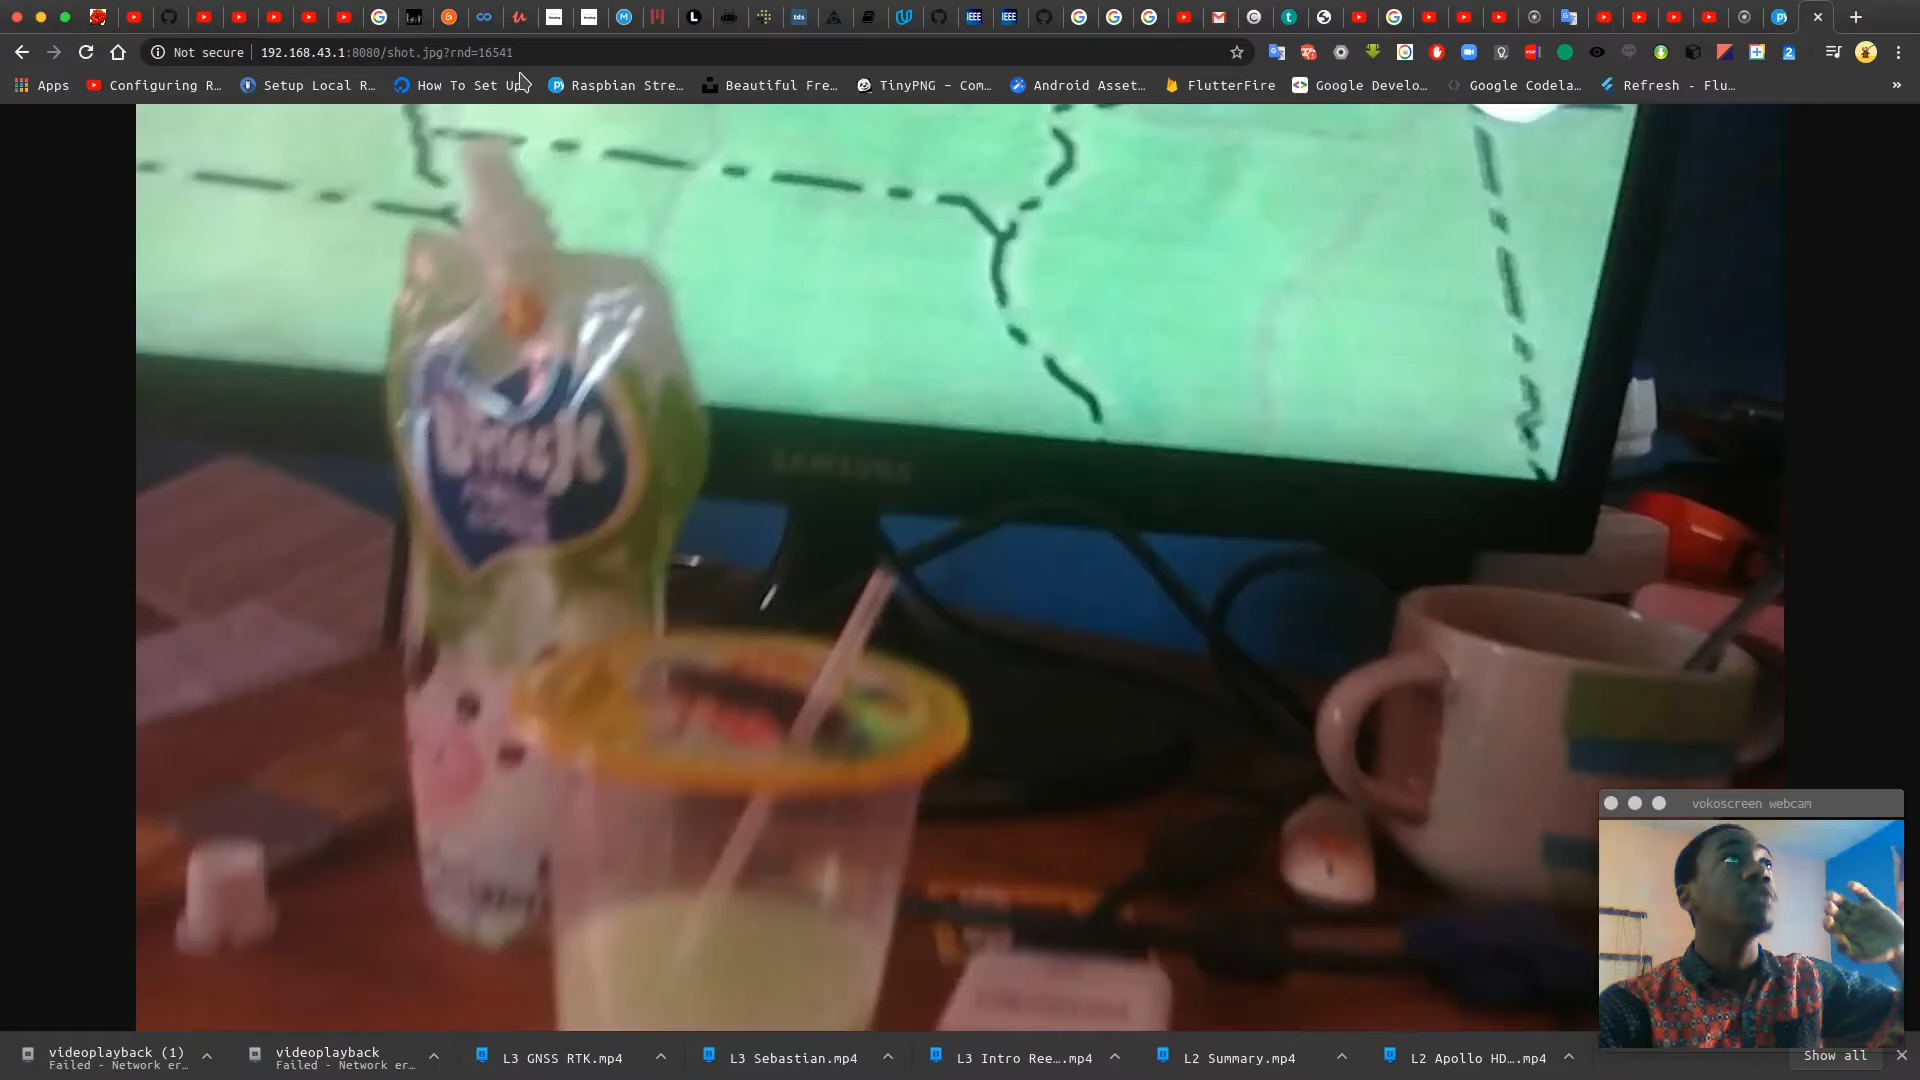 Not secure 192.168.43.1:8080/shot.jpg?rnd=16541
Apps Configuring R... Setup Local R... How To Set Up Raspbian Stre... Beautiful Fre... TinyPNG – Com... Android Asset... FlutterFire Google Develo... Google Codela... Refresh - Flu... »
SAMSUNG
vokoscreen webcam
videoplayback (1)
Failed - Network er...
videoplayback
Failed - Network er...
L3 GNSS RTK.mp4
L3 Sebastian.mp4
L3 Intro Ree....mp4
L2 Summary.mp4
L2 Apollo HD....mp4
Show all